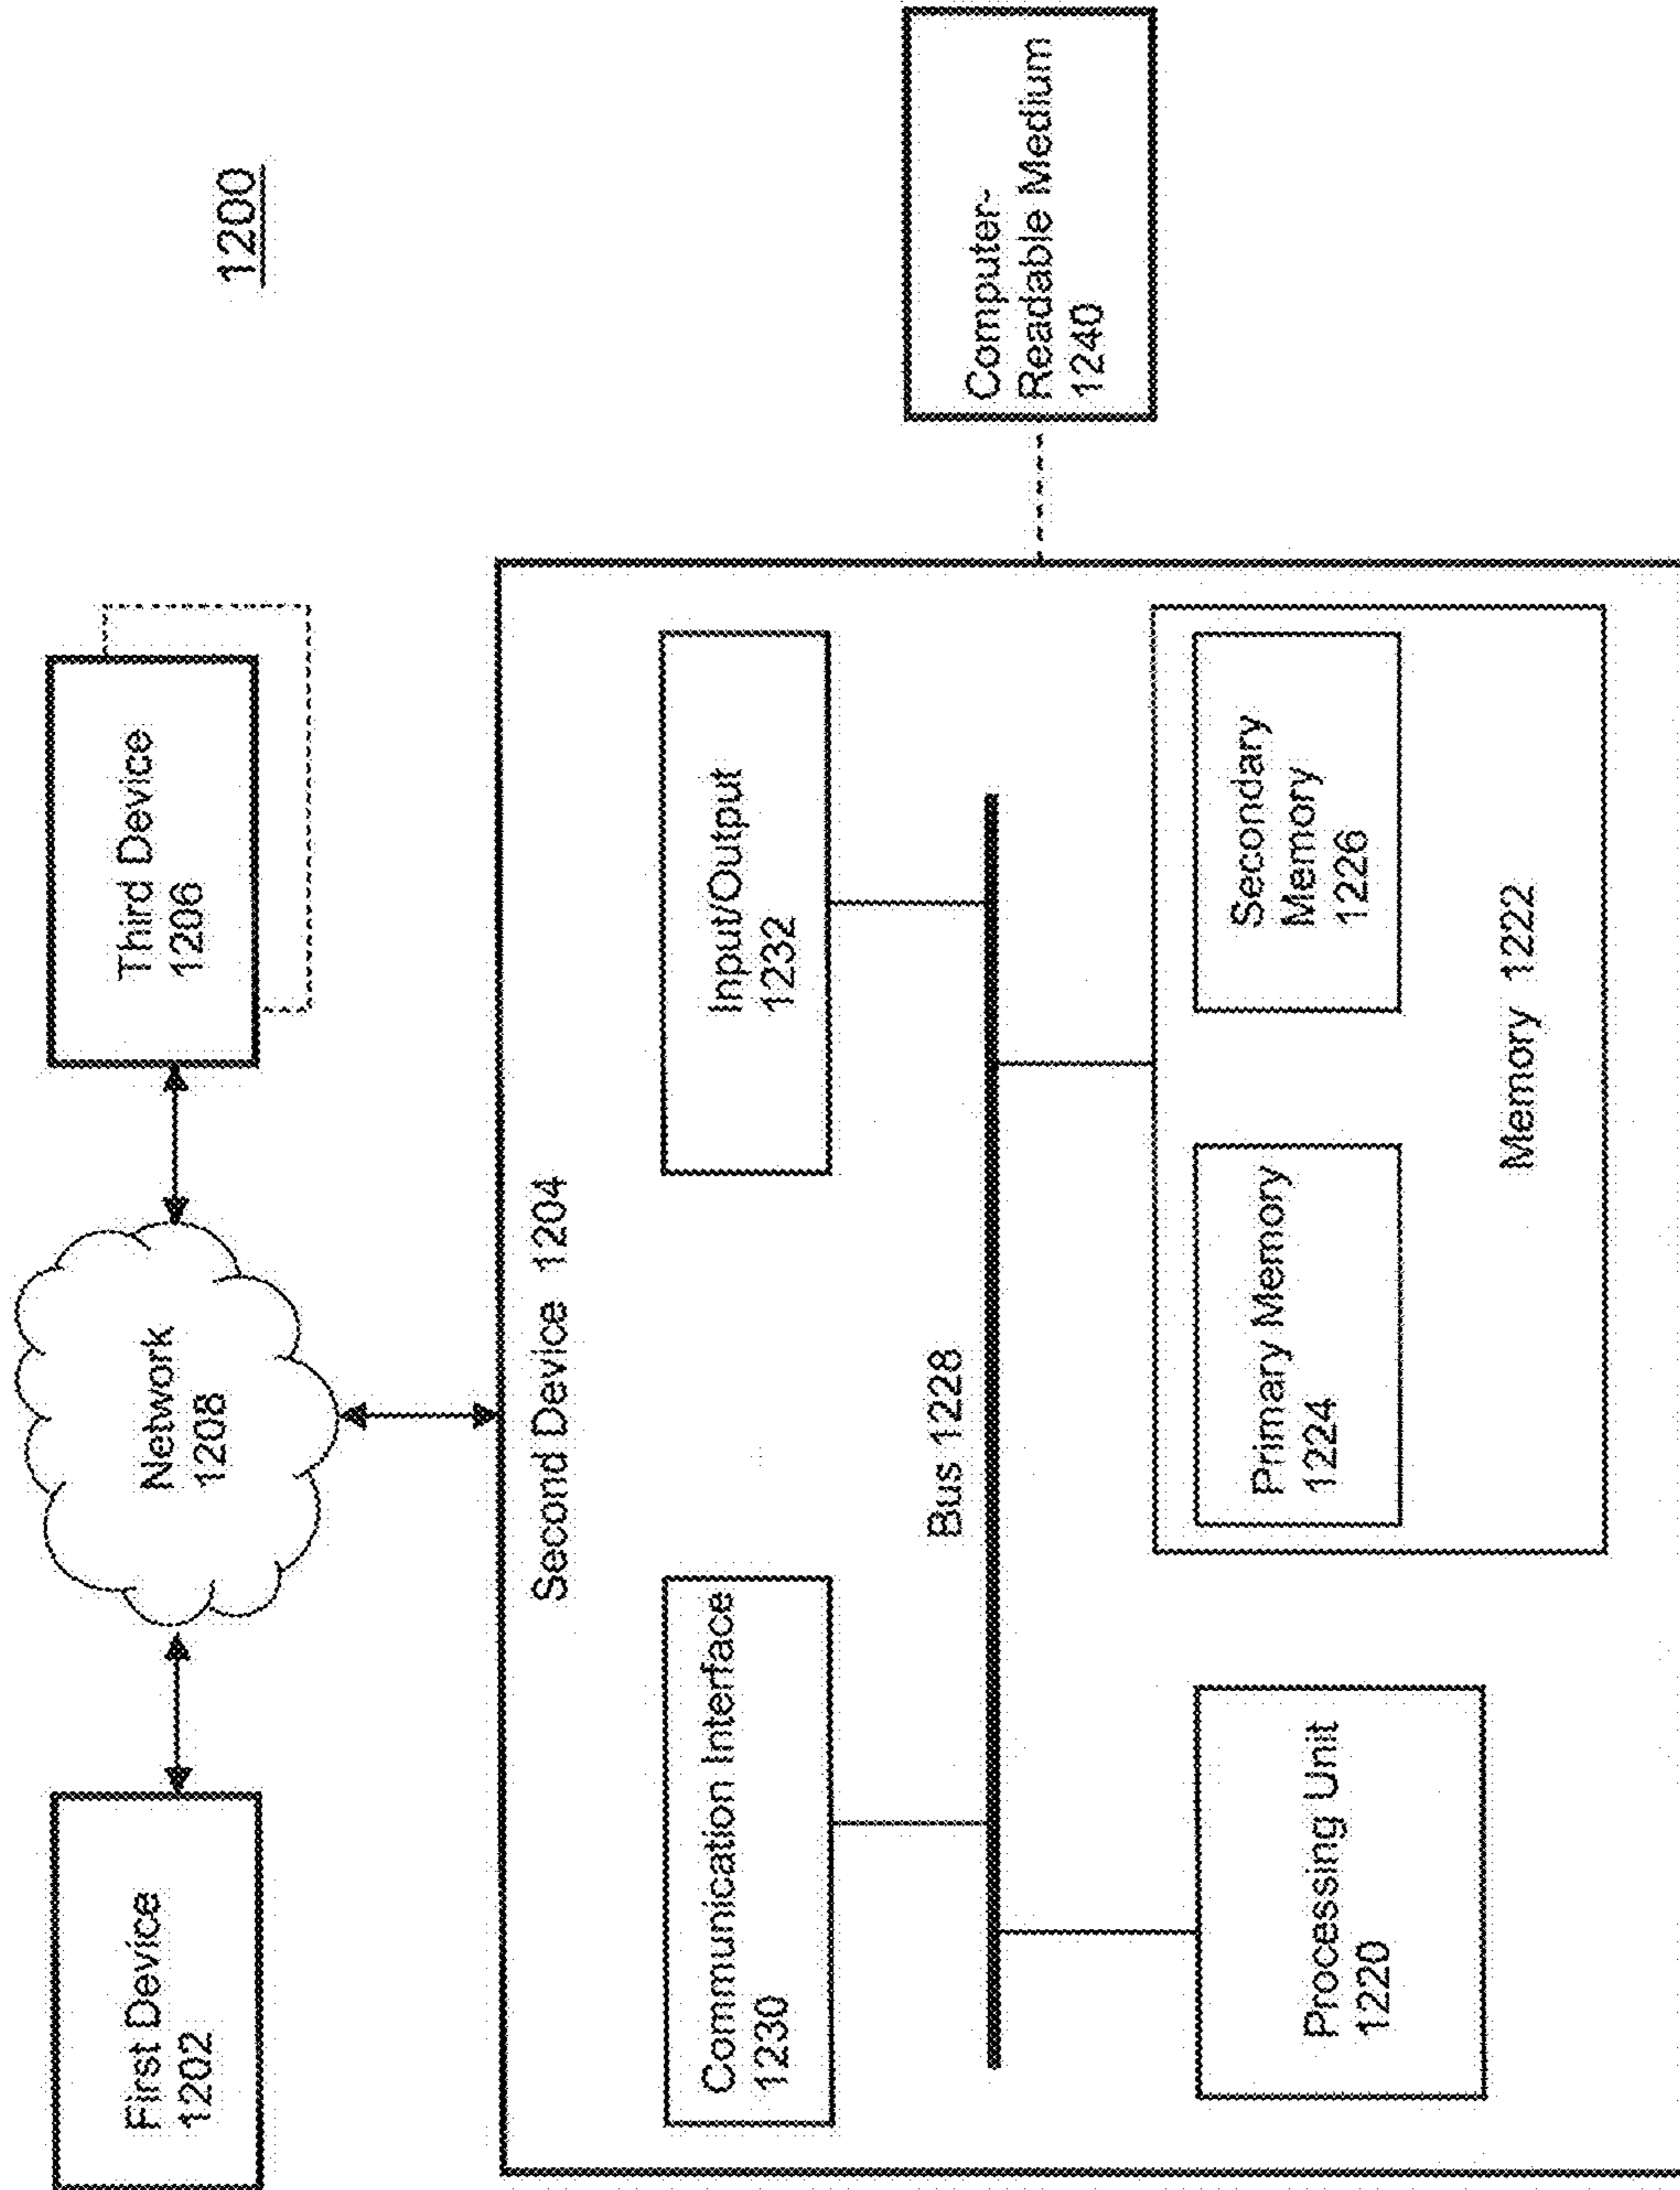 1200
First Device
1202
Network
1208
Third Device
1206
Second Device 1204
Communication Interface
1230
Input/Output
1232
Bus 1228
Processing Unit
1220
Primary Memory
1224
Secondary
Memory
1226
Memory 1222
Computer-
Readable Medium
1240